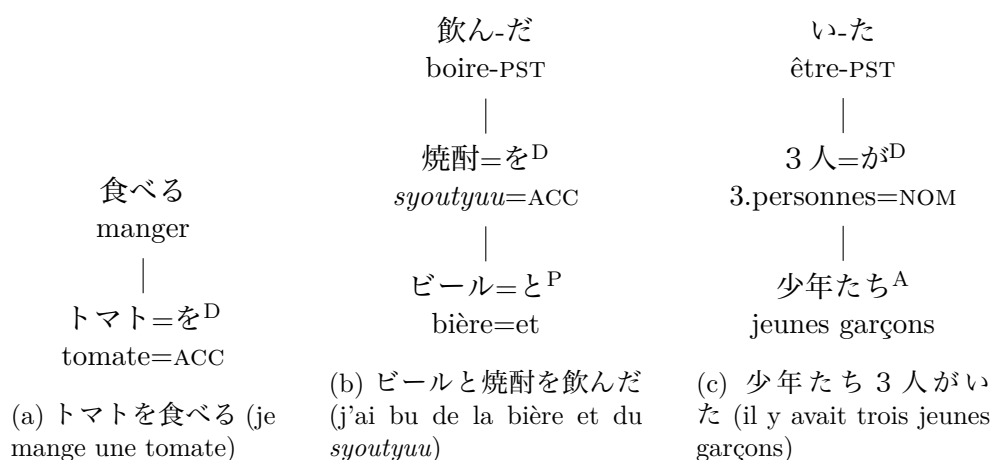 飲ん-だ
boire-PST
焼酎=をD
syoutyuu=ACC
ビール=とP
bière=et
い-た
être-PST
３人=がD
3.personnes=NOM
少年たちA
jeunes garçons
食べる
manger
トマト=をD
tomate=ACC
(a) トマトを食べる (je
mange une tomate)
(b) ビールと焼酎を飲んだ
(j'ai bu de la bière et du
syoutyuu)
(c) 少年たち３人がい
た (il y avait trois jeunes
garçons)